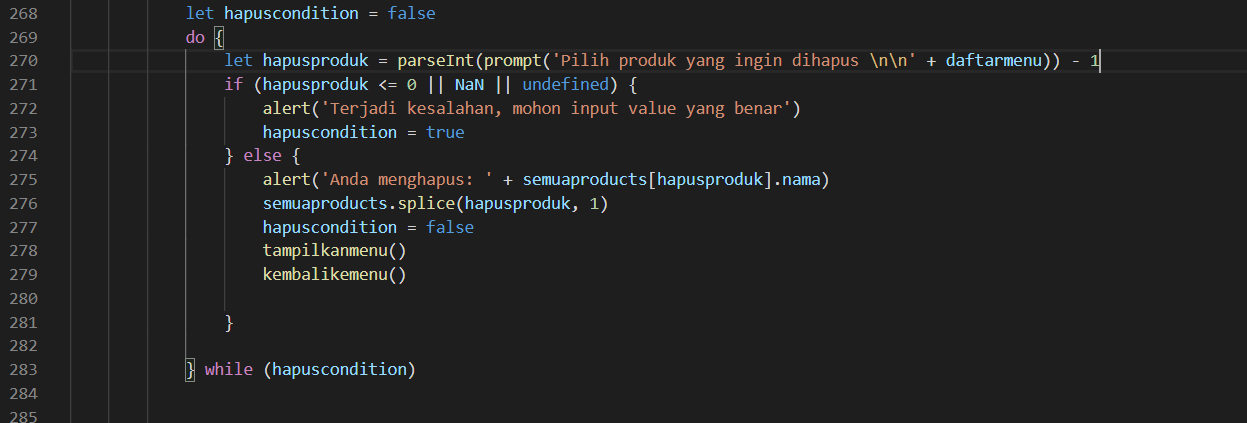 268 let hapuscondition = false
269 do {
270 let hapusproduk = parseInt(prompt('Pilih produk yang ingin dihapus \n\n' + daftarmenu)) - 1
271 if (hapusproduk <= 0 || NaN || undefined) {
272 alert('Terjadi kesalahan, mohon input value yang benar')
273 hapuscondition = true
274 } else {
275 alert('Anda menghapus: ' + semuaproducts[hapusproduk].nama)
276 semuaproducts.splice(hapusproduk, 1)
277 hapuscondition = false
278 tampilkanmenu()
279 kembalikemenu()
280
281 }
282
283 } while (hapuscondition)
284
285